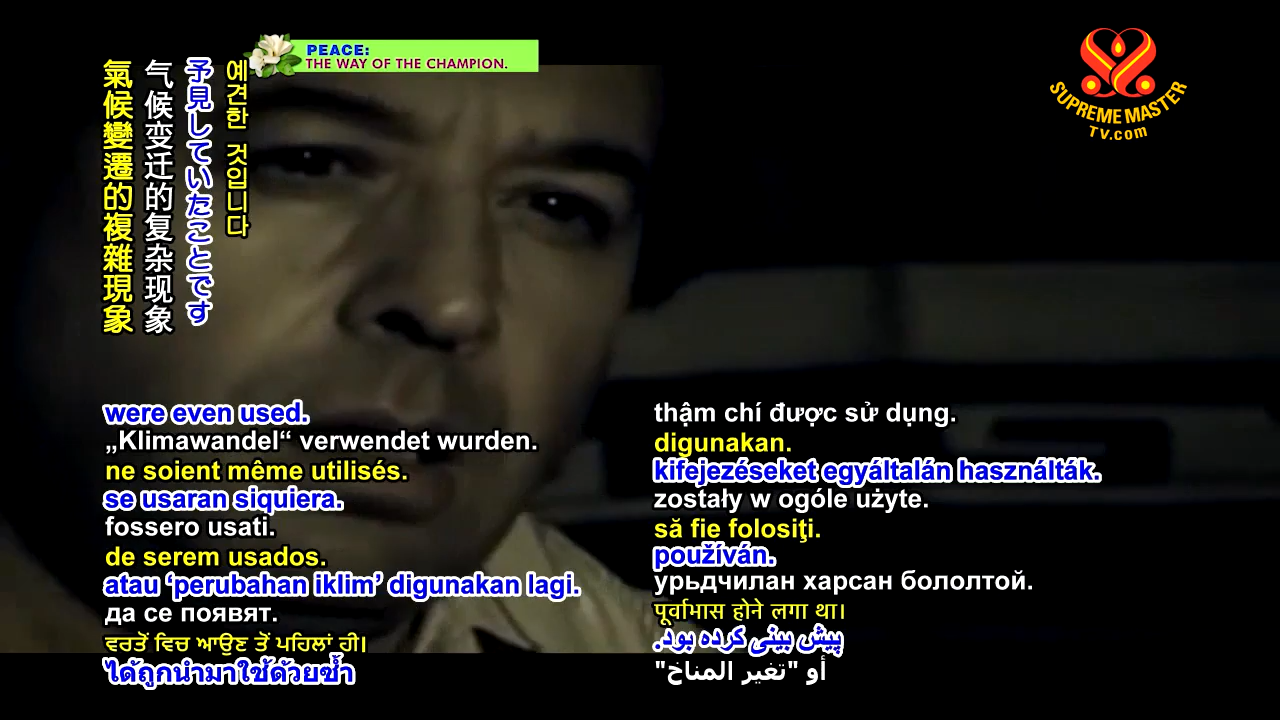 PEACE:
THE WAY OF THE CHAMPION.
SUPREME MASTER
TV.com
예견한 것입니다
予見していたことです
气候变迁的复杂现象
氣候變遷的複雜現象
were even used.
„Klimawandel“ verwendet wurden.
ne soient même utilisés.
se usaran siquiera.
fossero usati.
de serem usados.
atau ‘perubahan iklim’ digunakan lagi.
да се появят.
ਵਰਤੋਂ ਵਿਚ ਆਉਣ ਤੋਂ ਪਹਿਲਾਂ ਹੀ।
ได้ถูกนำมาใช้ด้วยซ้ำ
thậm chí được sử dụng.
digunakan.
kifejezéseket egyáltalán használták.
zostały w ogóle użyte.
să fie folosiţi.
používán.
урьдчилан харсан бололтой.
पूर्वाभास होने लगा था।
پیش بینی کرده بود.
أو "تغير المناخ"